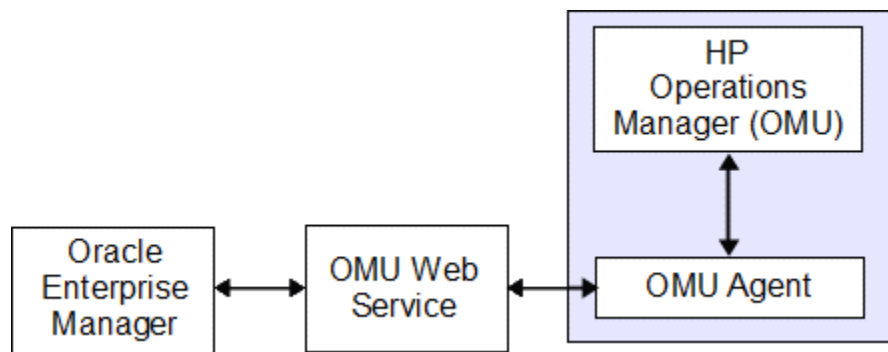 HP
Operations
Manager (OMU)
Oracle
Enterprise
Manager
OMU Web
Service
OMU Agent